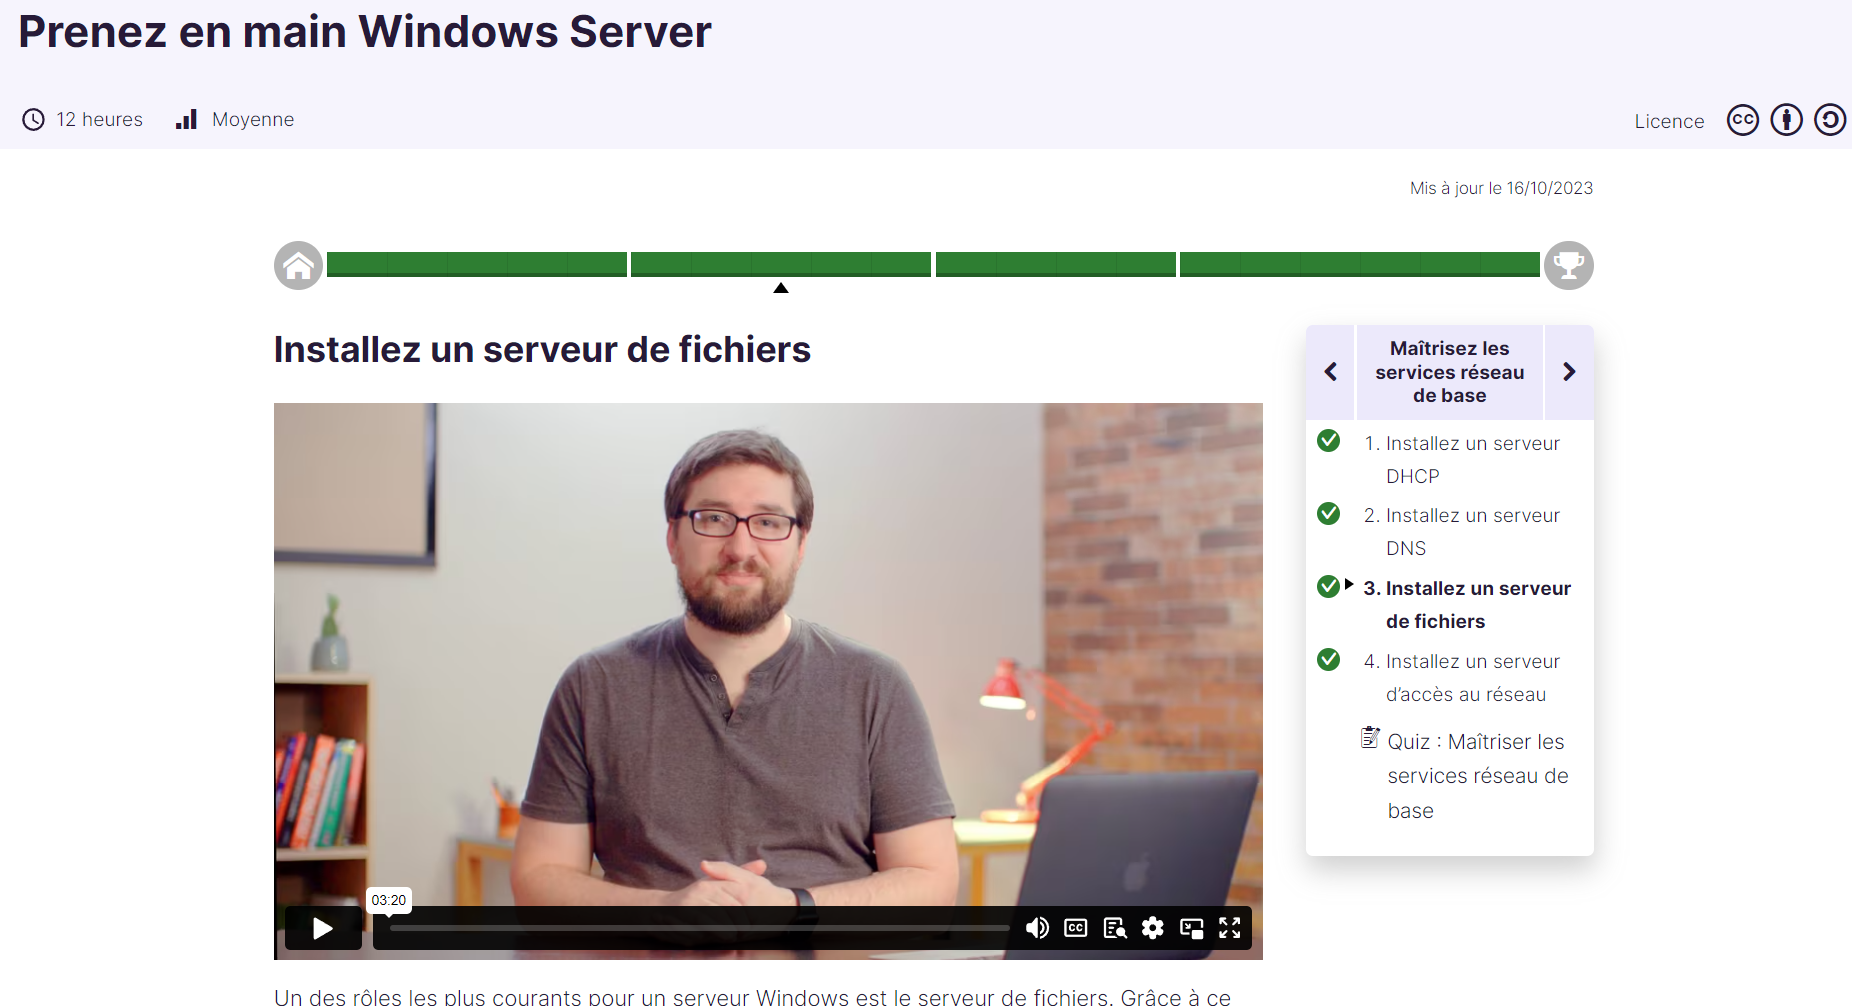 Prenez en main Windows Server
12 heures
Moyenne
Licence
Mis à jour le 16/10/2023
Installez un serveur de fichiers
Maîtrisez les
services réseau
de base
1. Installez un serveur
DHCP
2. Installez un serveur
DNS
3. Installez un serveur
de fichiers
4. Installez un serveur
d’accès au réseau
Quiz : Maîtriser les
services réseau de
base
03:20
Un des rôles les plus courants pour un serveur Windows est le serveur de fichiers. Grâce à ce